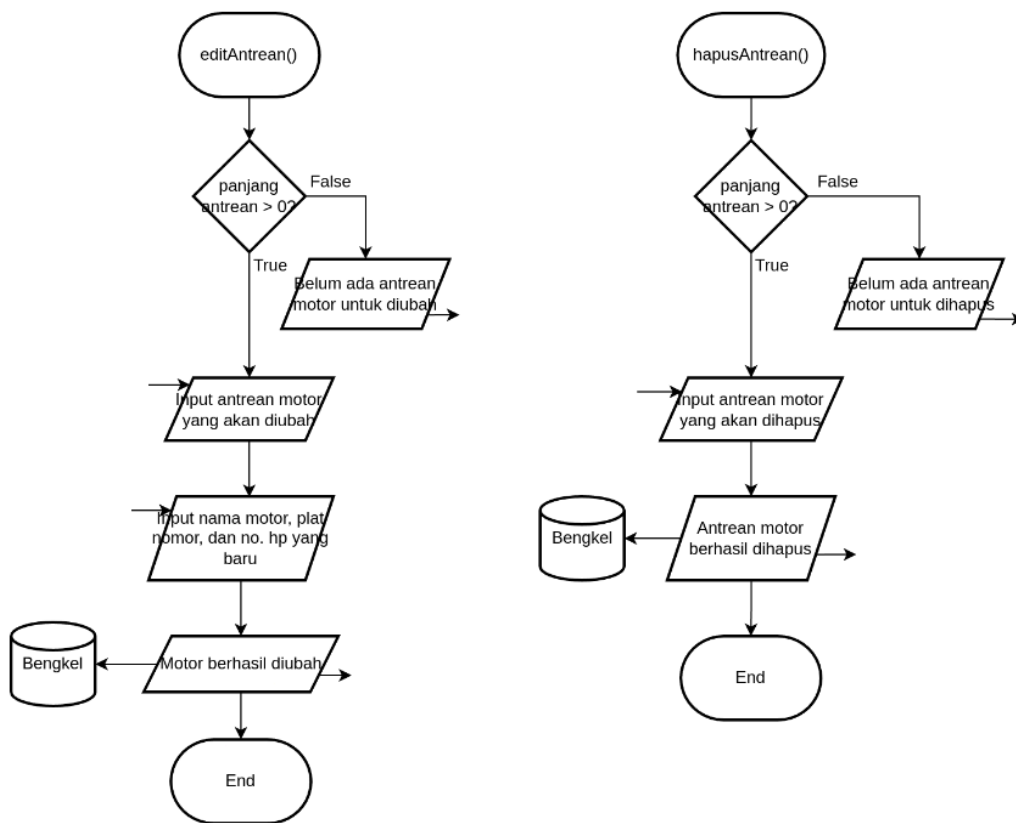 editAntrean()
panjang
antrean > 0?
False
True
Belum ada antrean
motor untuk diubah
Input antrean motor
yang akan diubah
Input nama motor, plat
nomor, dan no. hp yang
baru
Motor berhasil diubah
Bengkel
End
hapusAntrean()
panjang
antrean > 0?
False
True
Belum ada antrean
motor untuk dihapus
Input antrean motor
yang akan dihapus
Antrean motor
berhasil dihapus
Bengkel
End